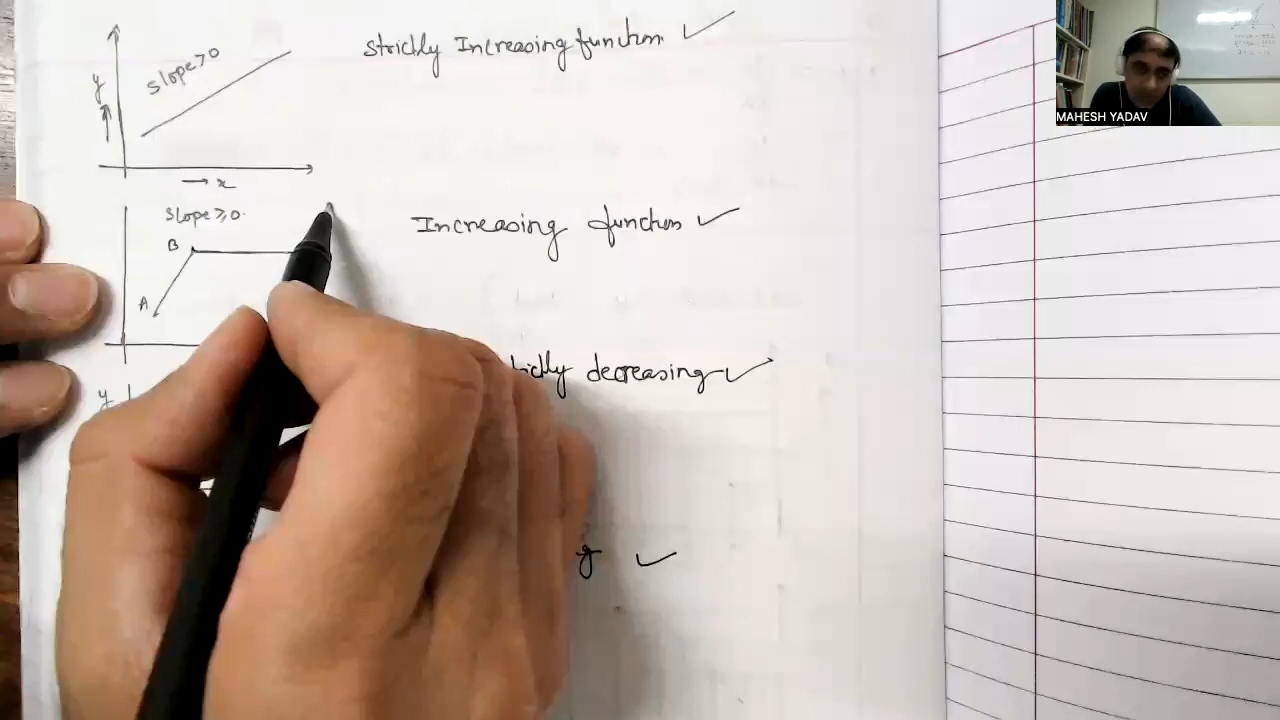 y
slope>0
Strictly Increasing function ✓
→ x
Slope ≥ 0.
B
Increasing function ✓
A
decreasing ✓
y
✓
MAHESH YADAV